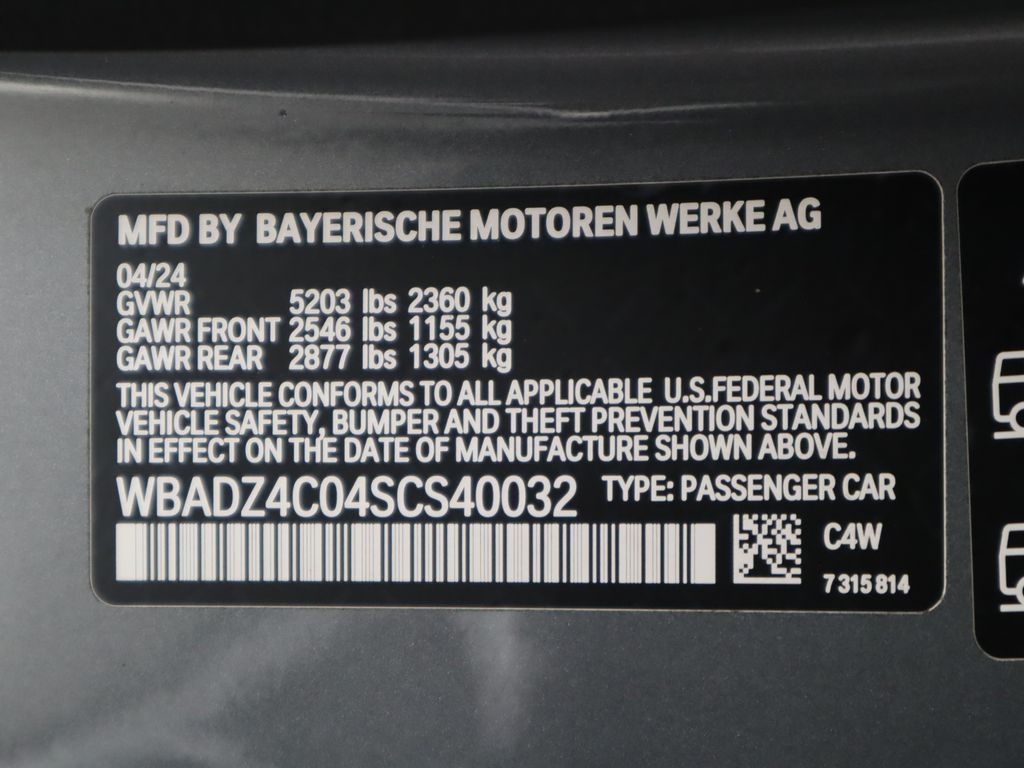 MFD BY BAYERISCHE MOTOREN WERKE AG
04/24
GVWR 5203 lbs 2360 kg
GAWR FRONT 2546 lbs 1155 kg
GAWR REAR 2877 lbs 1305 kg
THIS VEHICLE CONFORMS TO ALL APPLICABLE U.S.FEDERAL MOTOR
VEHICLE SAFETY, BUMPER AND THEFT PREVENTION STANDARDS
IN EFFECT ON THE DATE OF MANUFACTURE SHOWN ABOVE.
WBADZ4C04SCS40032 TYPE: PASSENGER CAR
C4W
7 315 814